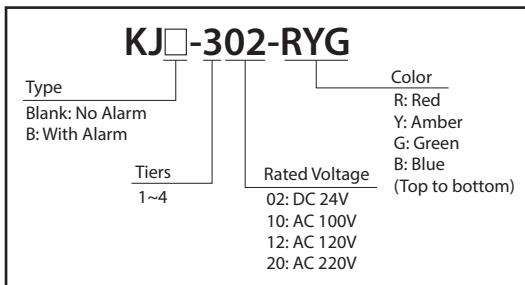 KJ□-302-RYG
Type
Blank: No Alarm
B: With Alarm
Tiers
1~4
Rated Voltage
02: DC 24V
10: AC 100V
12: AC 120V
20: AC 220V
Color
R: Red
Y: Amber
G: Green
B: Blue
(Top to bottom)